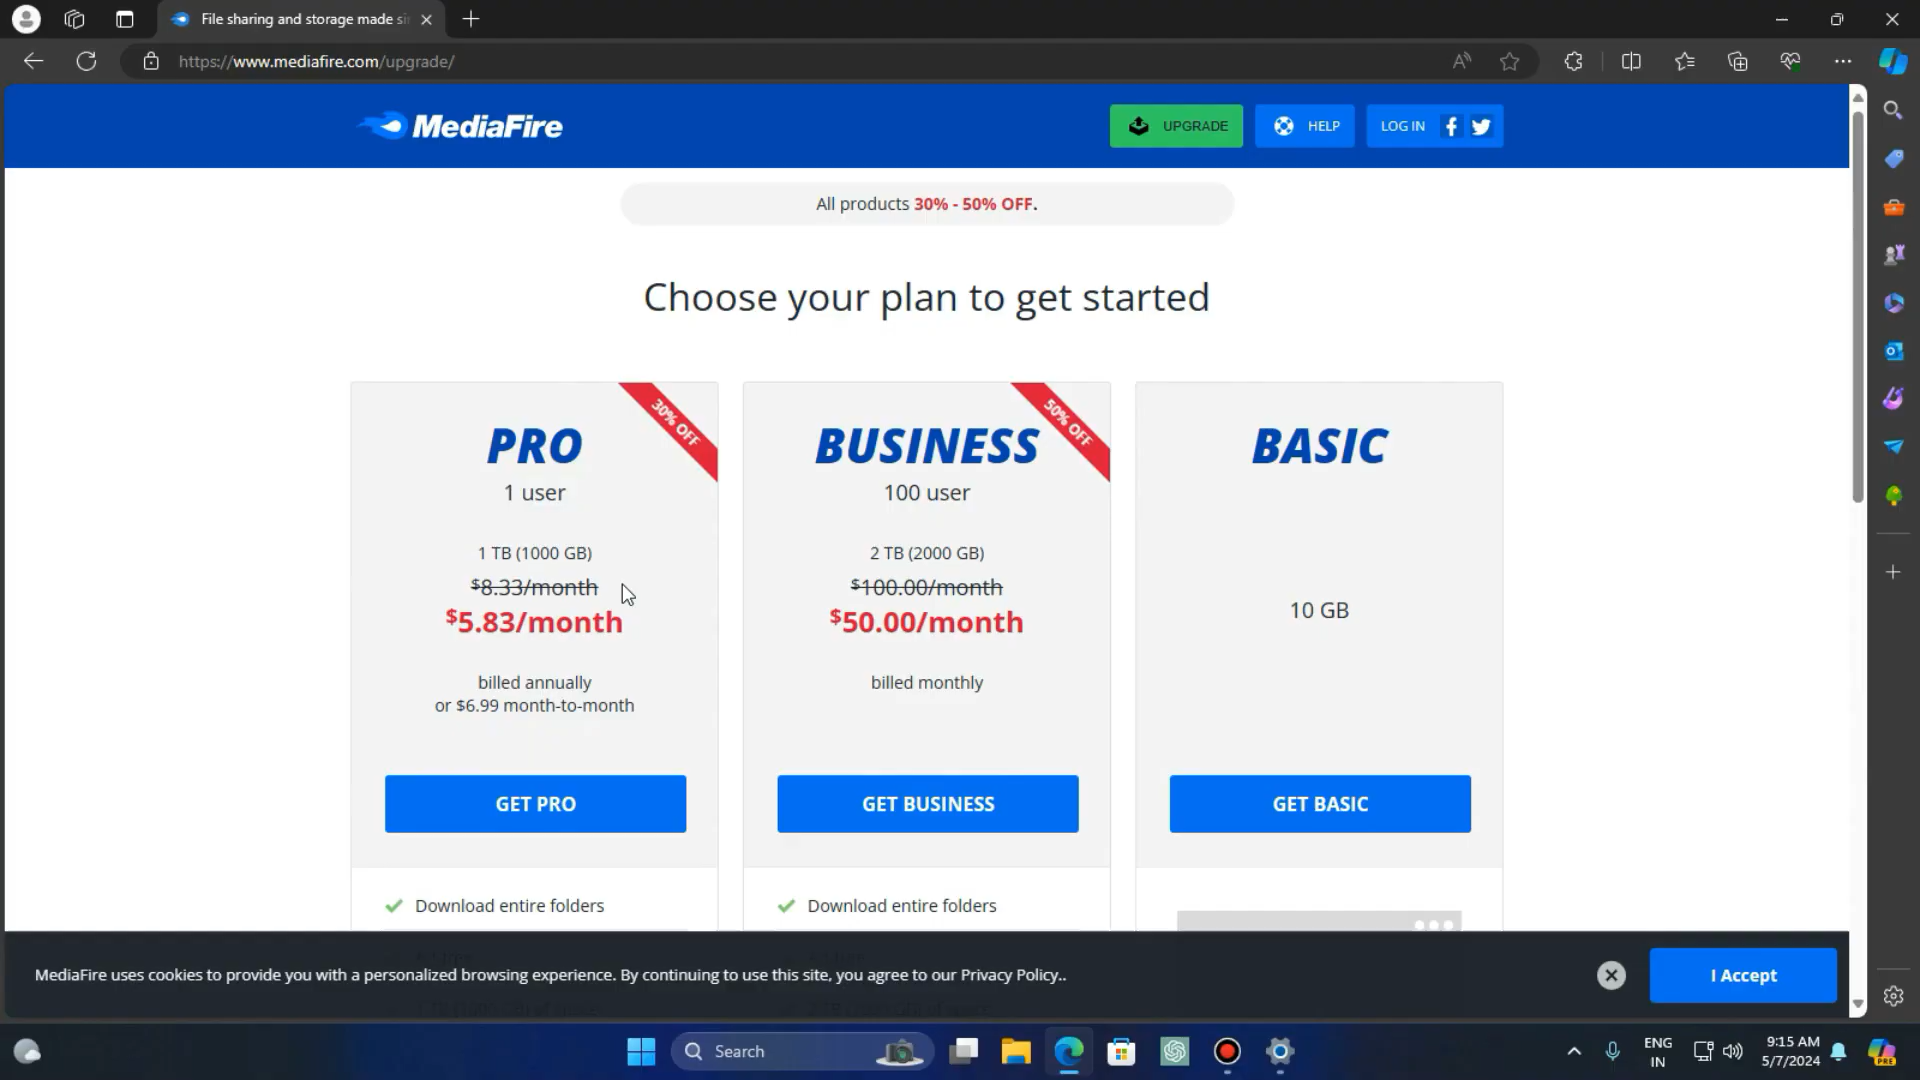 File sharing and storage made si
https://www.mediafire.com/upgrade/
MediaFire
UPGRADE
HELP
LOG IN
All products 30% - 50% OFF.
Choose your plan to get started
30% OFF
PRO
1 user
1 TB (1000 GB)
$8.33/month
$5.83/month
billed annually
or $6.99 month-to-month
GET PRO
Download entire folders
50% OFF
BUSINESS
100 user
2 TB (2000 GB)
$100.00/month
$50.00/month
billed monthly
GET BUSINESS
Download entire folders
BASIC
10 GB
GET BASIC
MediaFire uses cookies to provide you with a personalized browsing experience. By continuing to use this site, you agree to our Privacy Policy..
I Accept
Search
ENG
IN
9:15 AM
5/7/2024
PRE